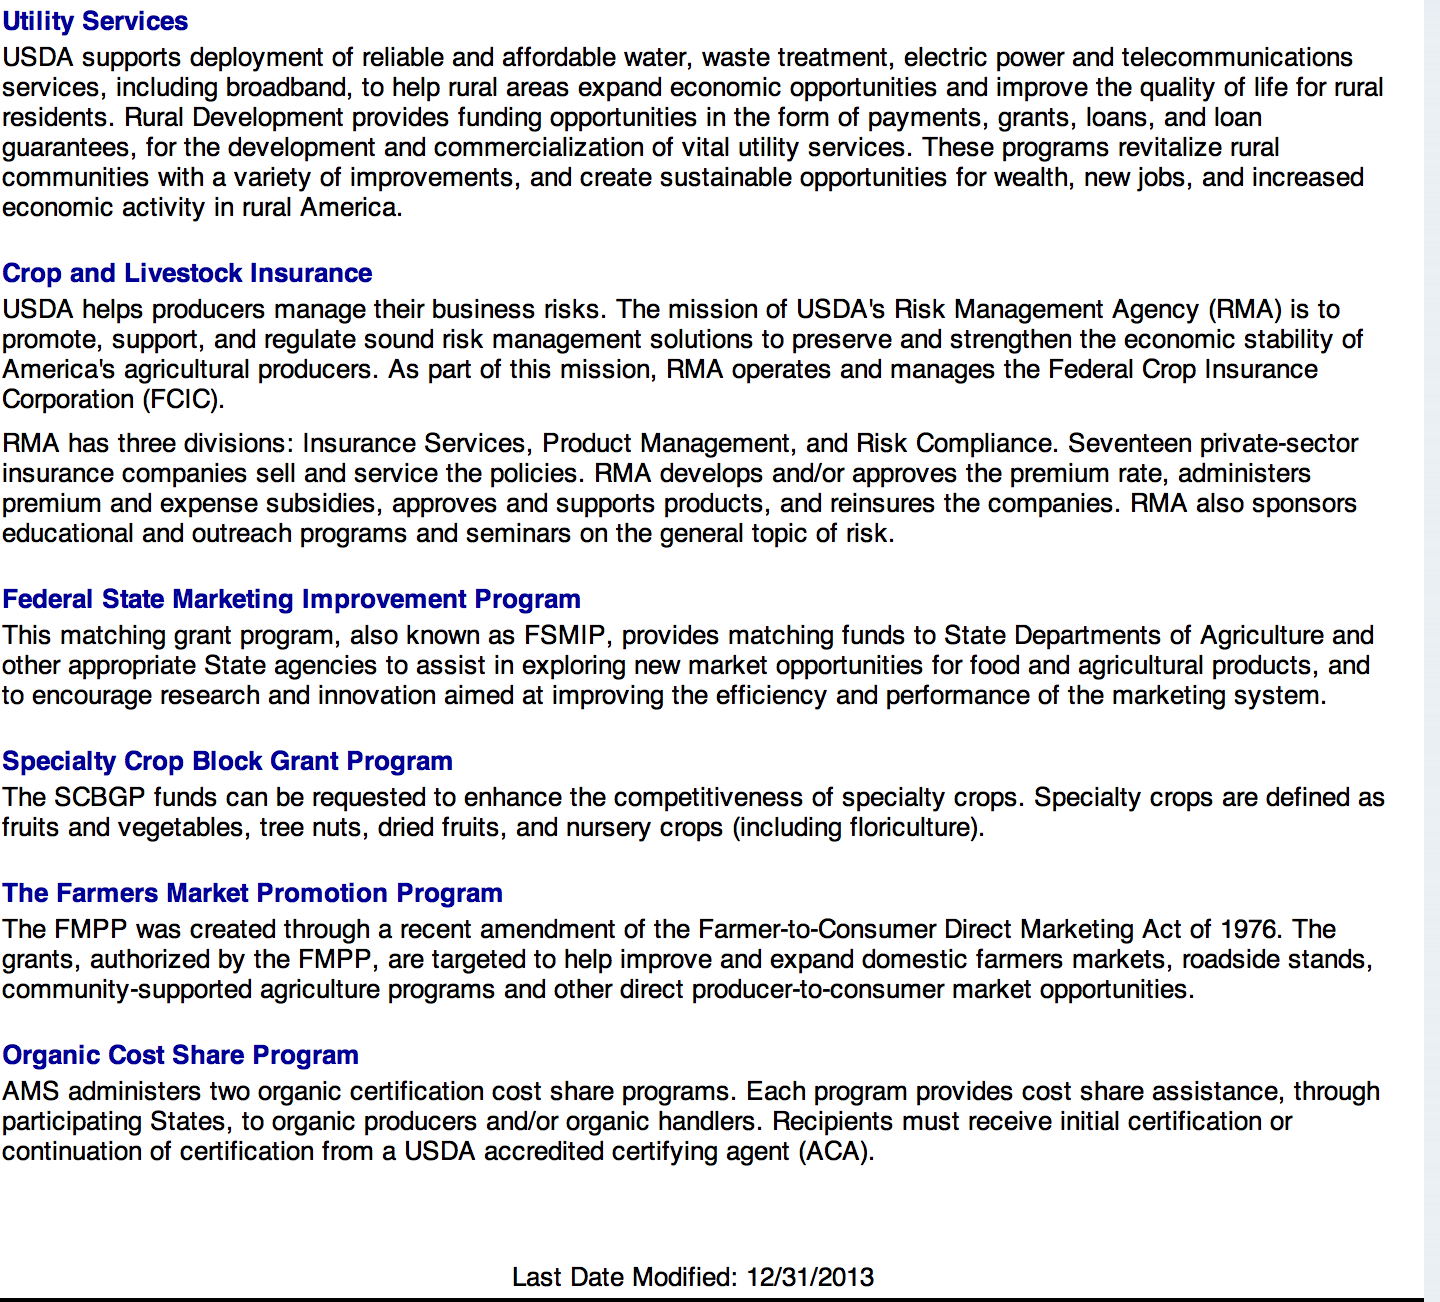 Utility Services
USDA supports deployment of reliable and affordable water, waste treatment, electric power and telecommunications
services, including broadband, to help rural areas expand economic opportunities and improve the quality of life for rural
residents. Rural Development provides funding opportunities in the form of payments, grants, loans, and loan
guarantees, for the development and commercialization of vital utility services. These programs revitalize rural
communities with a variety of improvements, and create sustainable opportunities for wealth, new jobs, and increased
economic activity in rural America.
Crop and Livestock Insurance
USDA helps producers manage their business risks. The mission of USDA's Risk Management Agency (RMA) is to
promote, support, and regulate sound risk management solutions to preserve and strengthen the economic stability of
America's agricultural producers. As part of this mission, RMA operates and manages the Federal Crop Insurance
Corporation (FCIC).
RMA has three divisions: Insurance Services, Product Management, and Risk Compliance. Seventeen private-sector
insurance companies sell and service the policies. RMA develops and/or approves the premium rate, administers
premium and expense subsidies, approves and supports products, and reinsures the companies. RMA also sponsors
educational and outreach programs and seminars on the general topic of risk.
Federal State Marketing Improvement Program
This matching grant program, also known as FSMIP, provides matching funds to State Departments of Agriculture and
other appropriate State agencies to assist in exploring new market opportunities for food and agricultural products, and
to encourage research and innovation aimed at improving the efficiency and performance of the marketing system.
Specialty Crop Block Grant Program
The SCBGP funds can be requested to enhance the competitiveness of specialty crops. Specialty crops are defined as
fruits and vegetables, tree nuts, dried fruits, and nursery crops (including floriculture).
The Farmers Market Promotion Program
The FMPP was created through a recent amendment of the Farmer-to-Consumer Direct Marketing Act of 1976. The
grants, authorized by the FMPP, are targeted to help improve and expand domestic farmers markets, roadside stands,
community-supported agriculture programs and other direct producer-to-consumer market opportunities.
Organic Cost Share Program
AMS administers two organic certification cost share programs. Each program provides cost share assistance, through
participating States, to organic producers and/or organic handlers. Recipients must receive initial certification or
continuation of certification from a USDA accredited certifying agent (ACA).
Last Date Modified: 12/31/2013